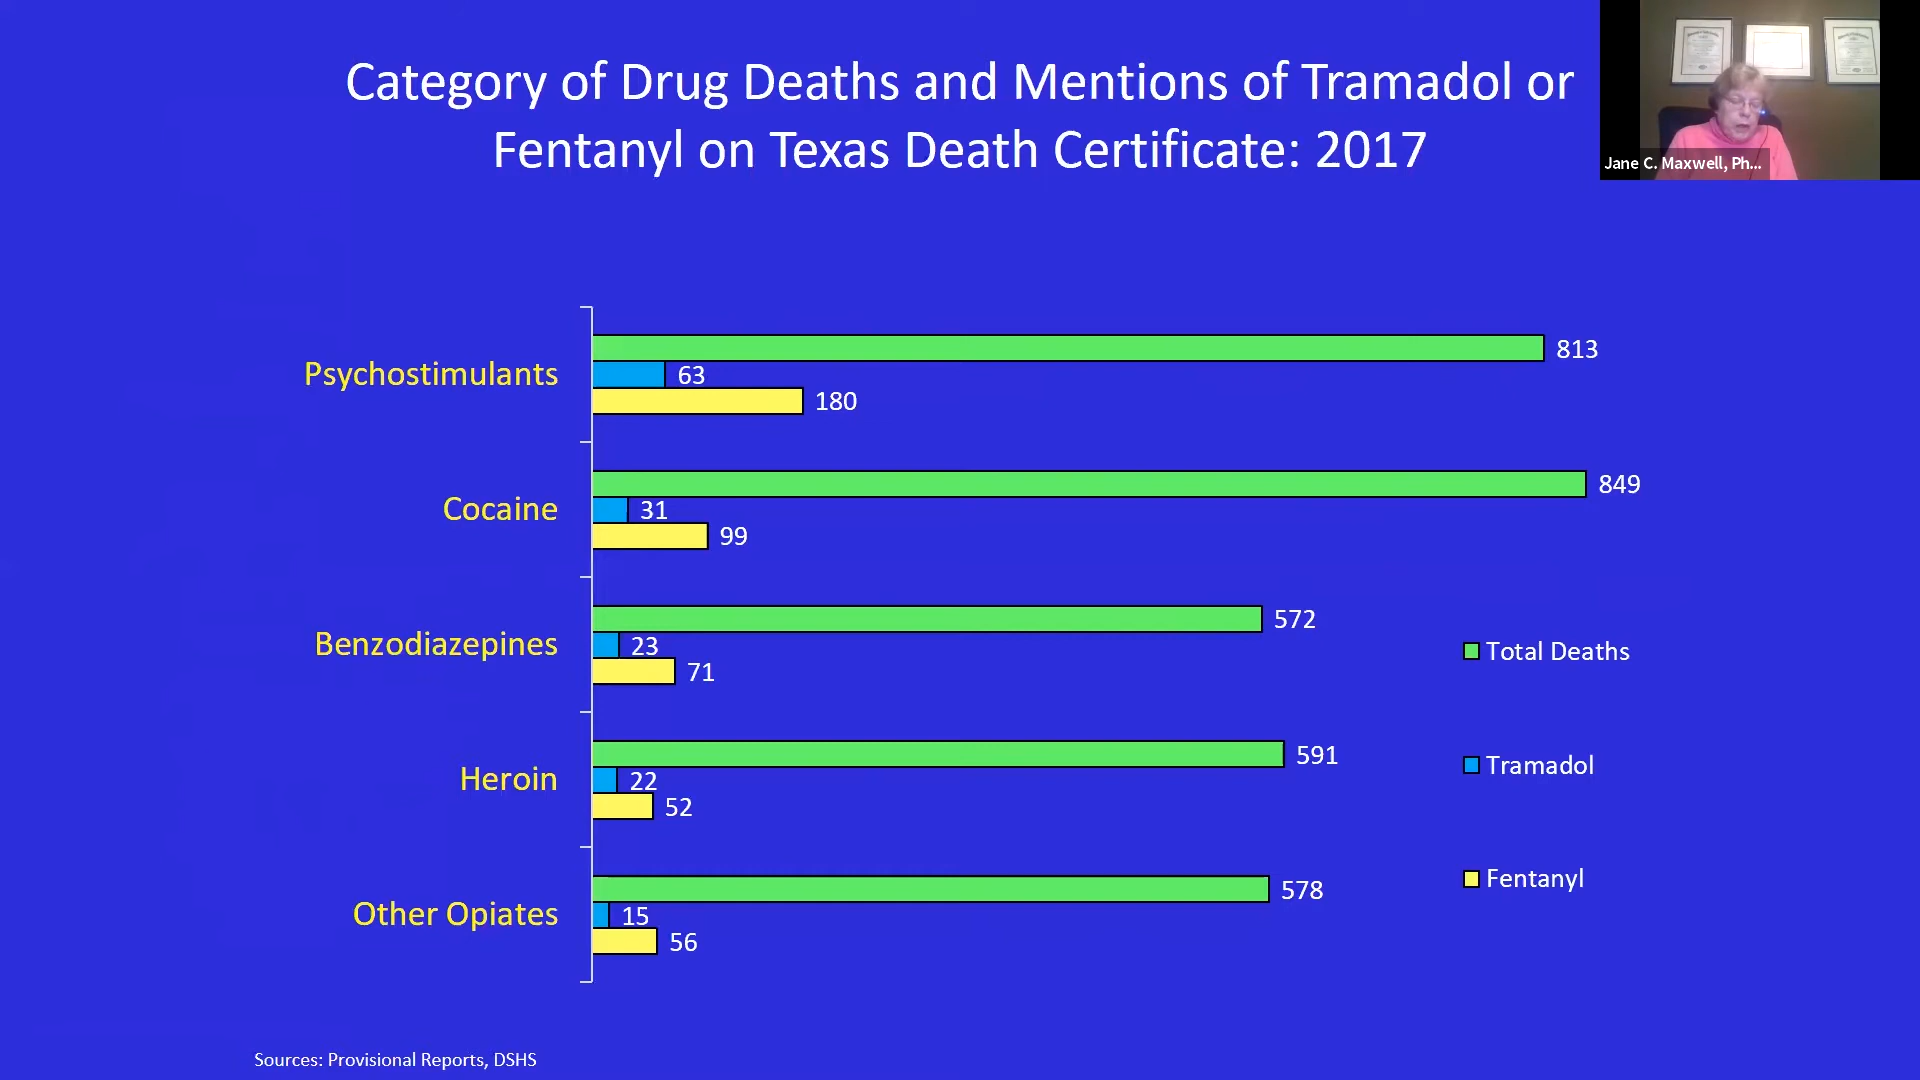 Category of Drug Deaths and Mentions of Tramadol or
Fentanyl on Texas Death Certificate: 2017
Jane C. Maxwell, Ph...
Psychostimulants
813
63
180
Cocaine
849
31
99
Benzodiazepines
572
23
71
Heroin
591
22
52
Other Opiates
578
15
56
Total Deaths
Tramadol
Fentanyl
Sources: Provisional Reports, DSHS